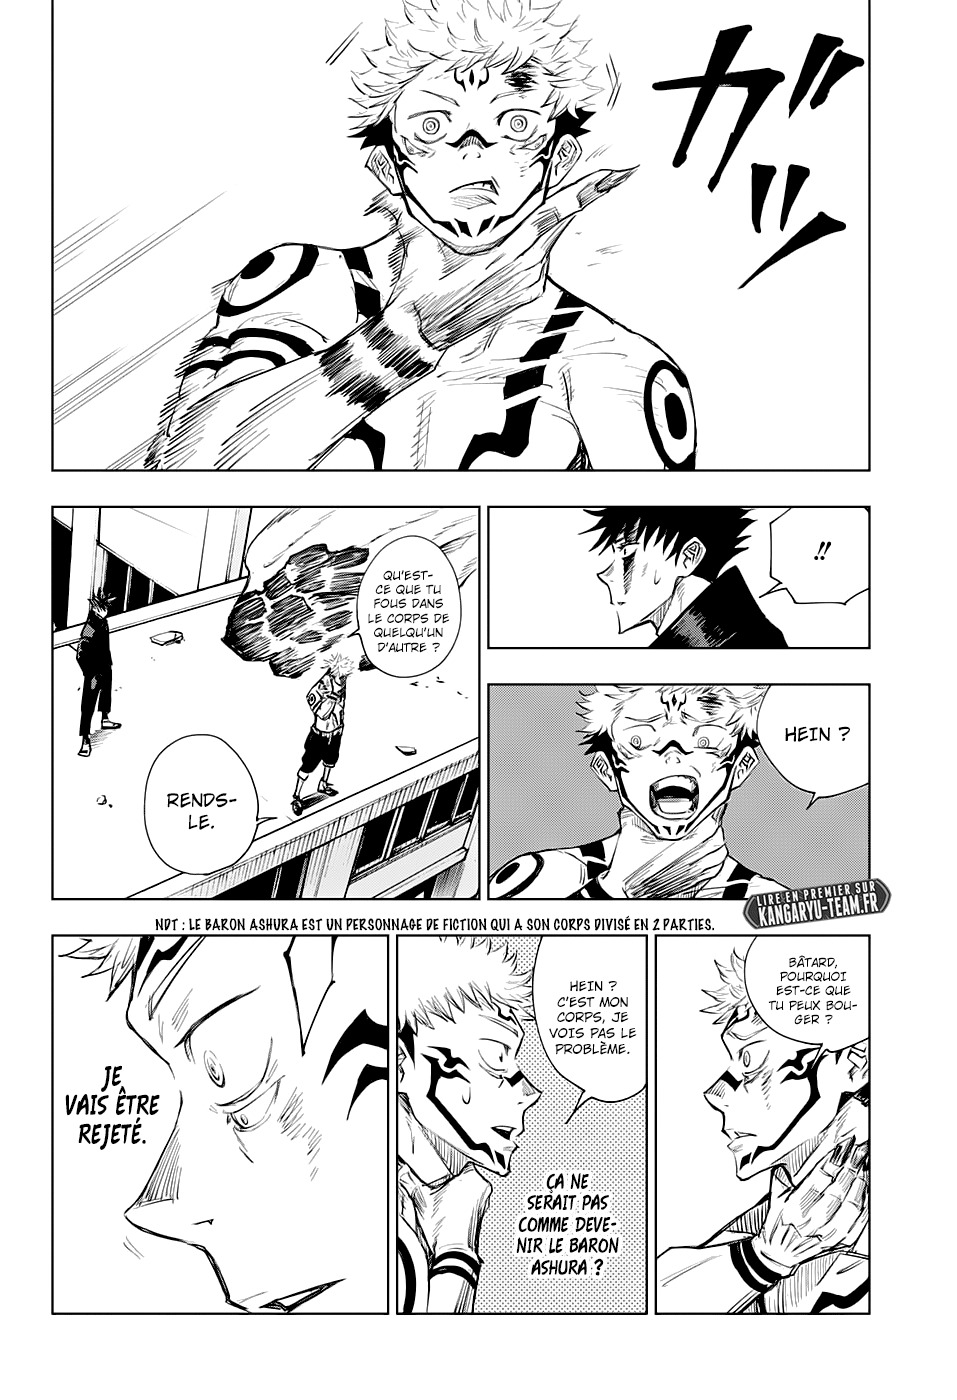 ガッ
!!
QU'EST-
CE QUE TU
FOUS DANS
LE CORPS DE
QUELQU'UN
D'AUTRE ?
RENDS-
LE.
HEIN ?
LIRE EN PREMIER SUR
KANGARYU-TEAM.FR
NDT : LE BARON ASHURA EST UN PERSONNAGE DE FICTION QUI A SON CORPS DIVISÉ EN 2 PARTIES.
BÂTARD,
POURQUOI
EST-CE QUE
TU PEUX BOU-
GER ?
HEIN ?
C'EST MON
CORPS, JE
VOIS PAS LE
PROBLÈME.
ÇA NE
SERAIT PAS
COMME DEVE-
NIR LE BARON
ASHURA ?
JE
VAIS ÊTRE
REJETÉ.